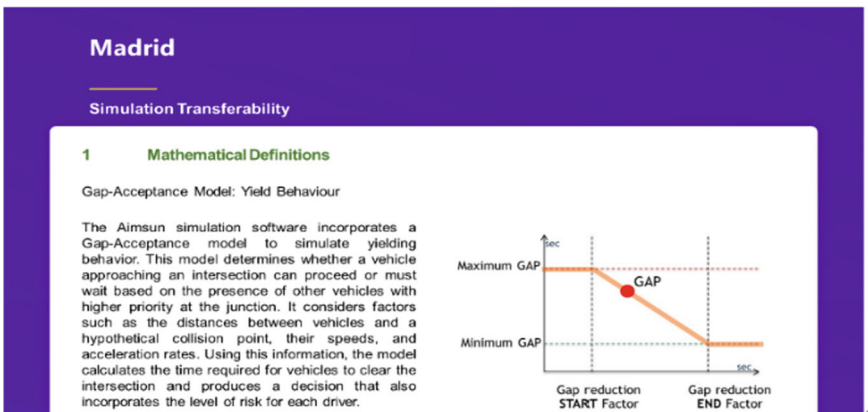 Madrid
Simulation Transferability
1 Mathematical Definitions
Gap-Acceptance Model: Yield Behaviour
The Aimsun simulation software incorporates a
Gap-Acceptance model to simulate yielding
behavior. This model determines whether a vehicle
approaching an intersection can proceed or must
wait based on the presence of other vehicles with
higher priority at the junction. It considers factors
such as the distances between vehicles and a
hypothetical collision point, their speeds, and
acceleration rates. Using this information, the model
calculates the time required for vehicles to clear the
intersection and produces a decision that also
incorporates the level of risk for each driver.
sec
Maximum GAP
GAP
Minimum GAP
sec
Gap reduction
START Factor
Gap reduction
END Factor